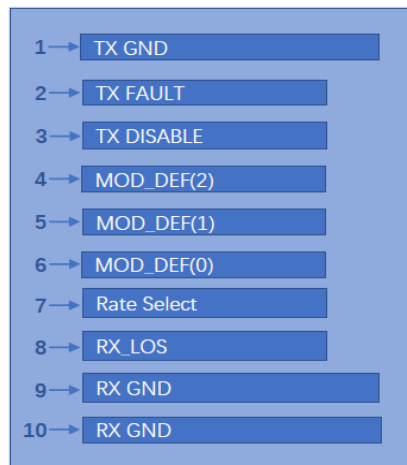 1 TX GND
2 TX FAULT
3 TX DISABLE
4 MOD_DEF(2)
5 MOD_DEF(1)
6 MOD_DEF(0)
7 Rate Select
8 RX_LOS
9 RX GND
10 RX GND